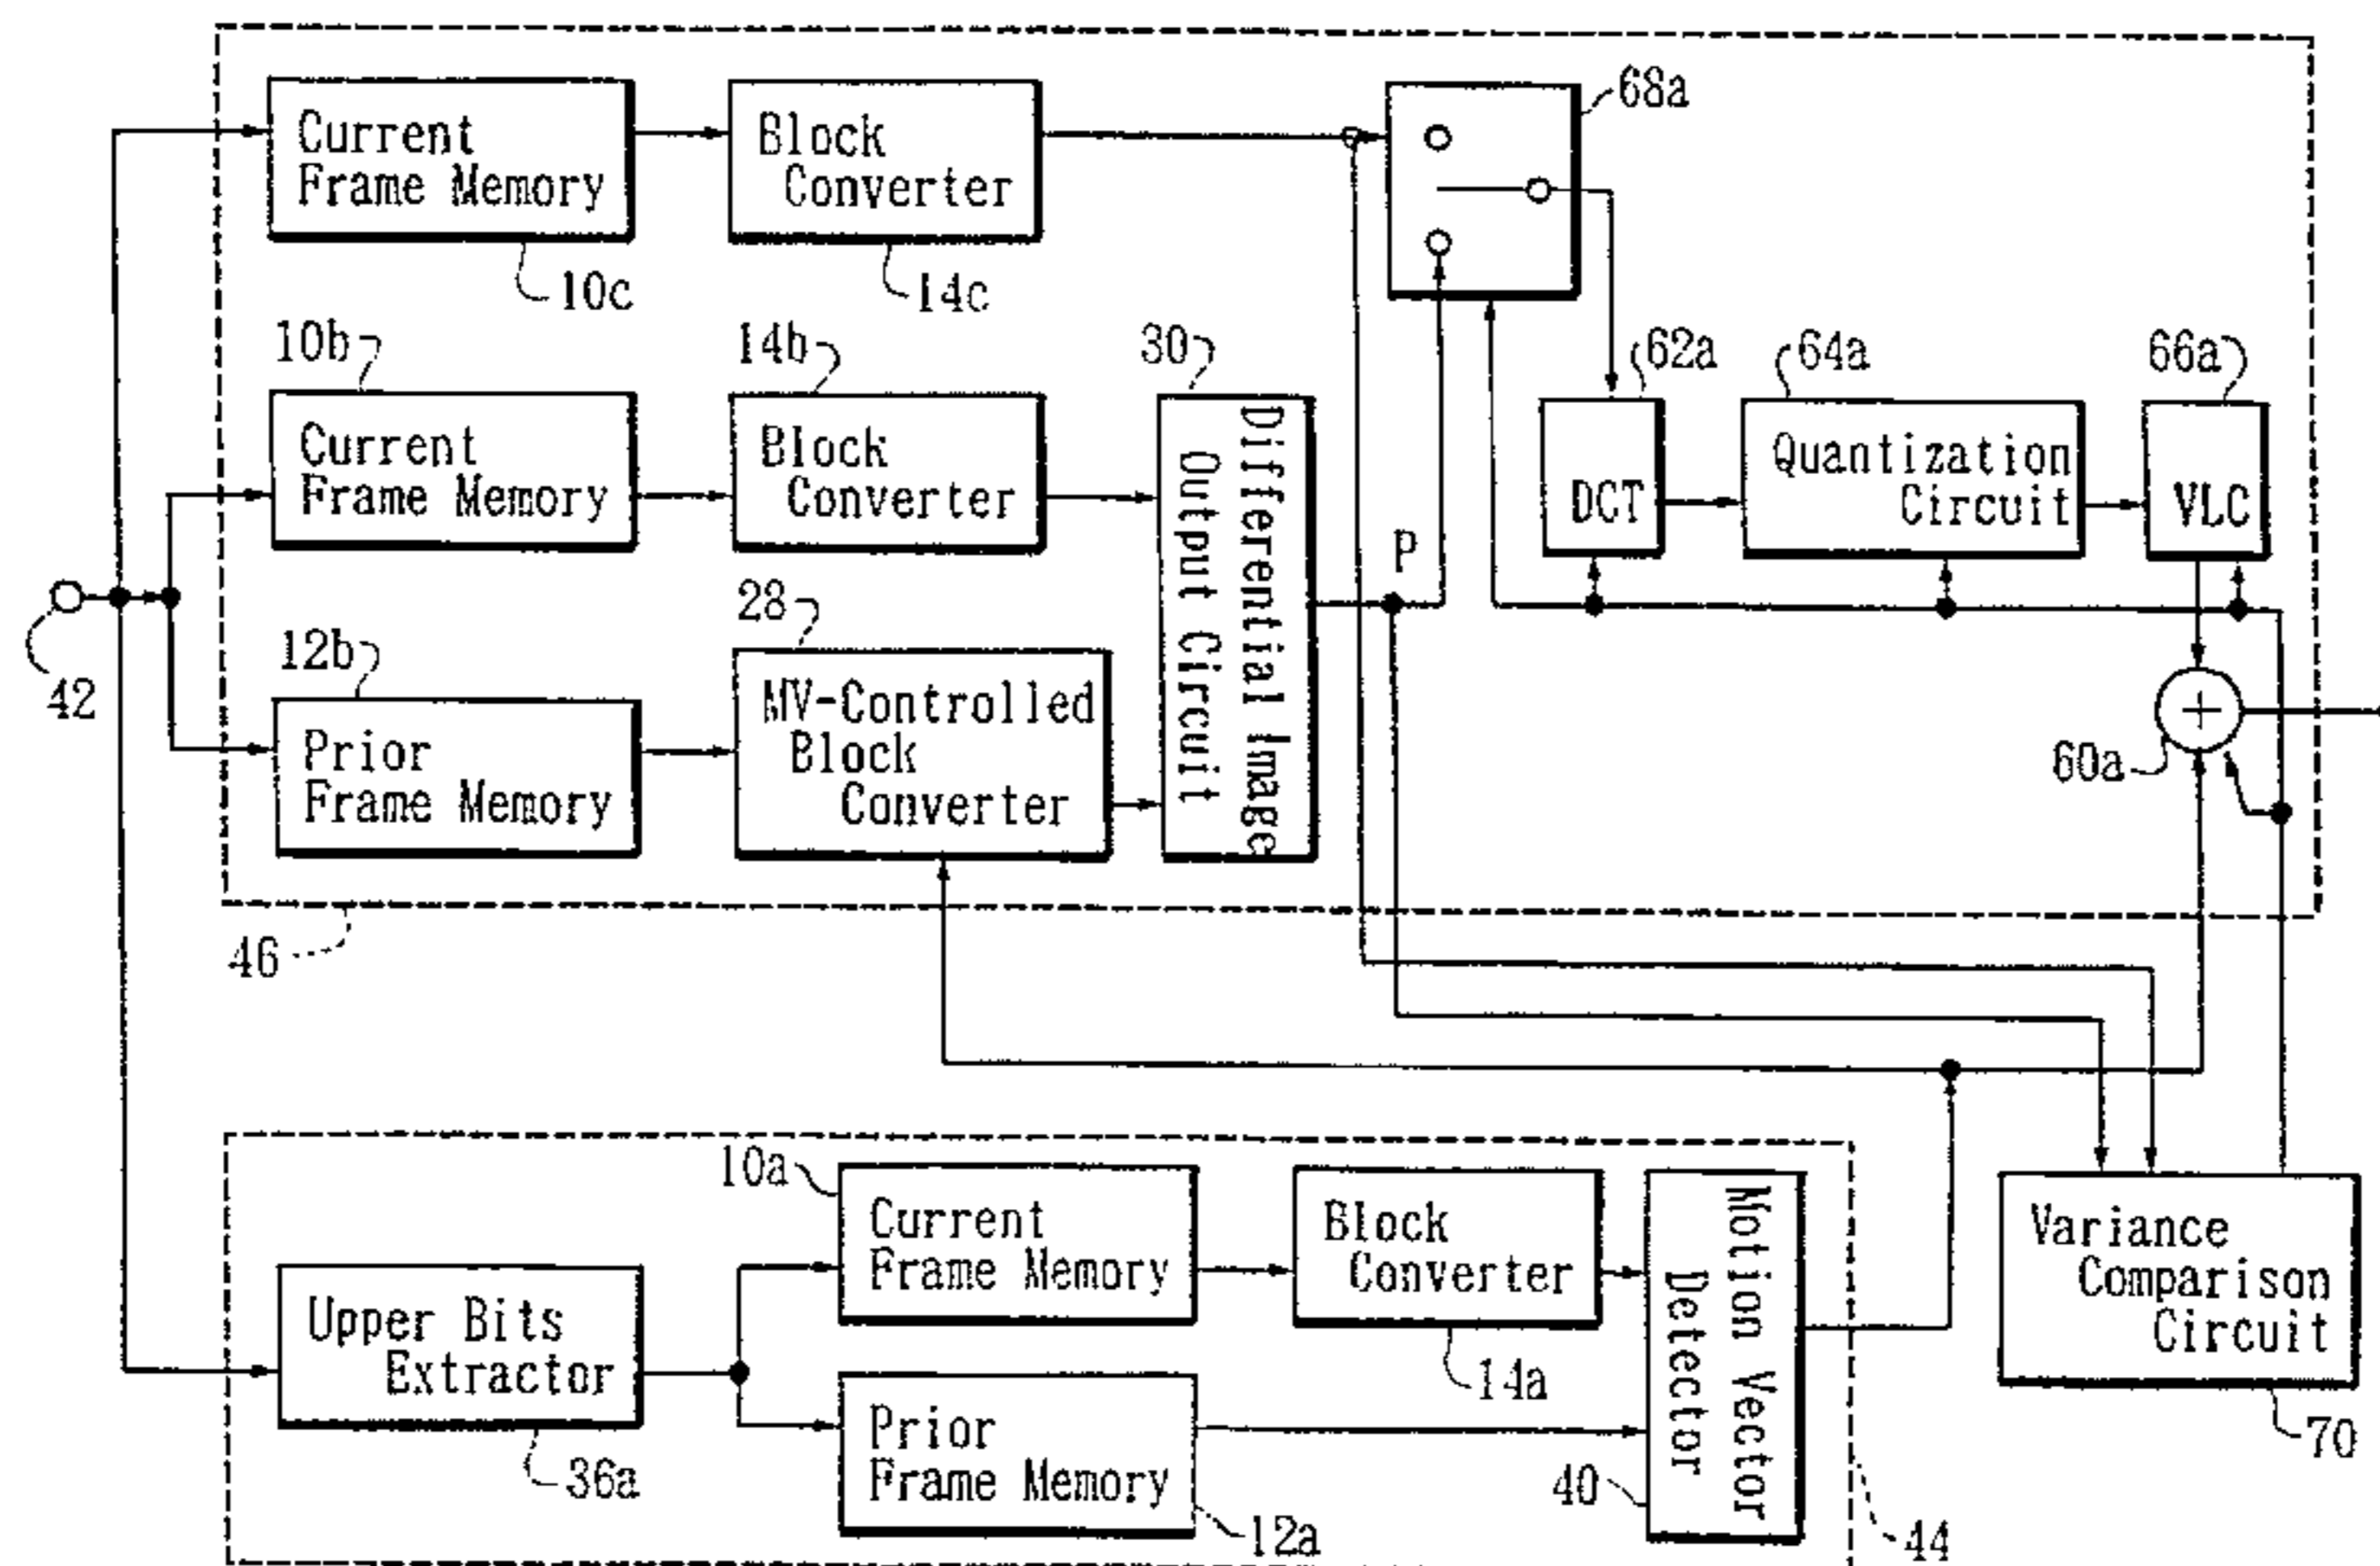 Current
Frame Memory
10c
Block
Converter
14c
68a
10b
Current
Frame Memory
14b
Block
Converter
30
Differential Image
Output Circuit
62a
DCT
64a
Quantization
Circuit
66a
VLC
P
42
12b
Prior
Frame Memory
28
MV-Controlled
Block
Converter
+
60a
46
10a
Current
Frame Memory
Block
Converter
14a
Motion Vector
Detector
40
Upper Bits
Extractor
36a
Prior
Frame Memory
12a
44
Variance
Comparison
Circuit
70